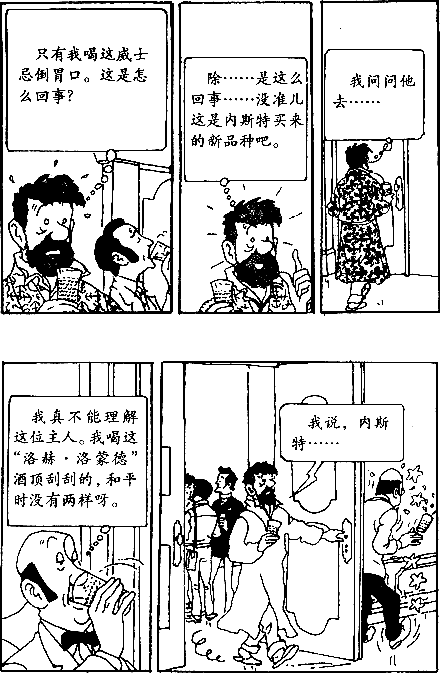 只有我喝这威士
忌倒冒口。这是怎
么回事?
除……是这么
回事……没准儿
这是内斯特买来
的新品种吧。
我问问他
去……
我真不能理解
这位主人。我喝这
“洛赫·洛蒙德”
酒顶刮刮的，和平
时没有两样呀。
我说，内斯
特……